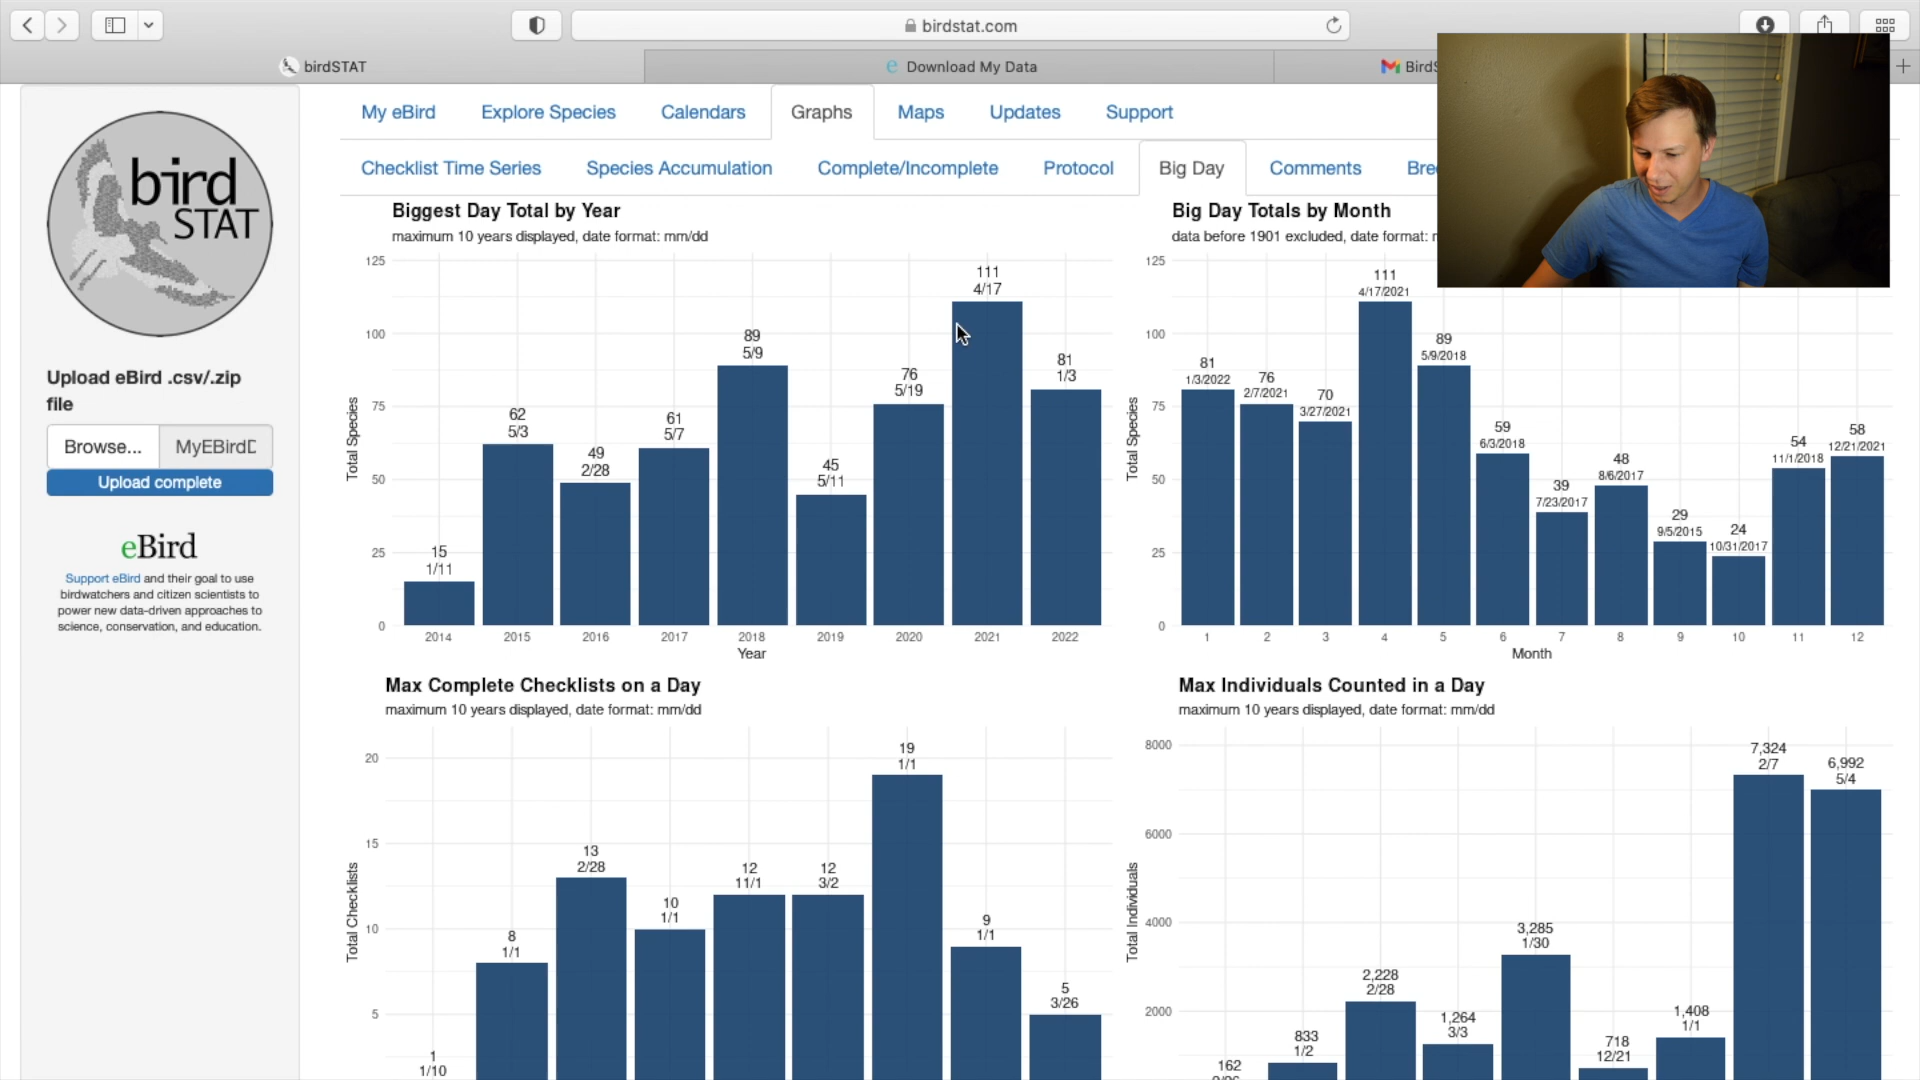 birdstat.com
birdSTAT
Download My Data
My eBird
Explore Species
Calendars
Graphs
Maps
Updates
Support
Checklist Time Series
Species Accumulation
Complete/Incomplete
Protocol
Big Day
Comments
bird
STAT
Upload eBird .csv/.zip
file
Browse...
Upload complete
eBird
Support eBird and their goal to use
birdwatchers and citizen scientists to
power new data-driven approaches to
science, conservation, and education.
Biggest Day Total by Year
maximum 10 years displayed, date format: mm/dd
Total Species
125
100
75
50
25
0
15
1/11
62
5/3
49
2/28
61
5/7
89
5/9
45
5/11
76
5/19
111
4/17
81
1/3
2014 2015 2016 2017 2018 2019 2020 2021 2022
Year
Big Day Totals by Month
data before 1901 excluded, date format:
Total Species
125
100
75
50
25
0
81
1/3/2022
76
2/7/2021
70
3/27/2021
111
4/17/2021
89
5/9/2018
59
6/3/2018
39
7/23/2017
48
8/6/2017
29
9/5/2015
24
10/31/2017
54
11/1/2018
58
12/21/2021
1 2 3 4 5 6 7 8 9 10 11 12
Month
Max Complete Checklists on a Day
maximum 10 years displayed, date format: mm/dd
Total Checklists
20
15
10
5
1
1/10
8
1/1
13
2/28
10
1/1
12
11/1
12
3/2
19
1/1
9
1/1
5
3/26
Max Individuals Counted in a Day
maximum 10 years displayed, date format: mm/dd
Total Individuals
8000
6000
4000
2000
162
833
1/2
2,228
2/28
1,264
3/3
3,285
1/30
718
12/21
1,408
1/1
7,324
2/7
6,992
5/4